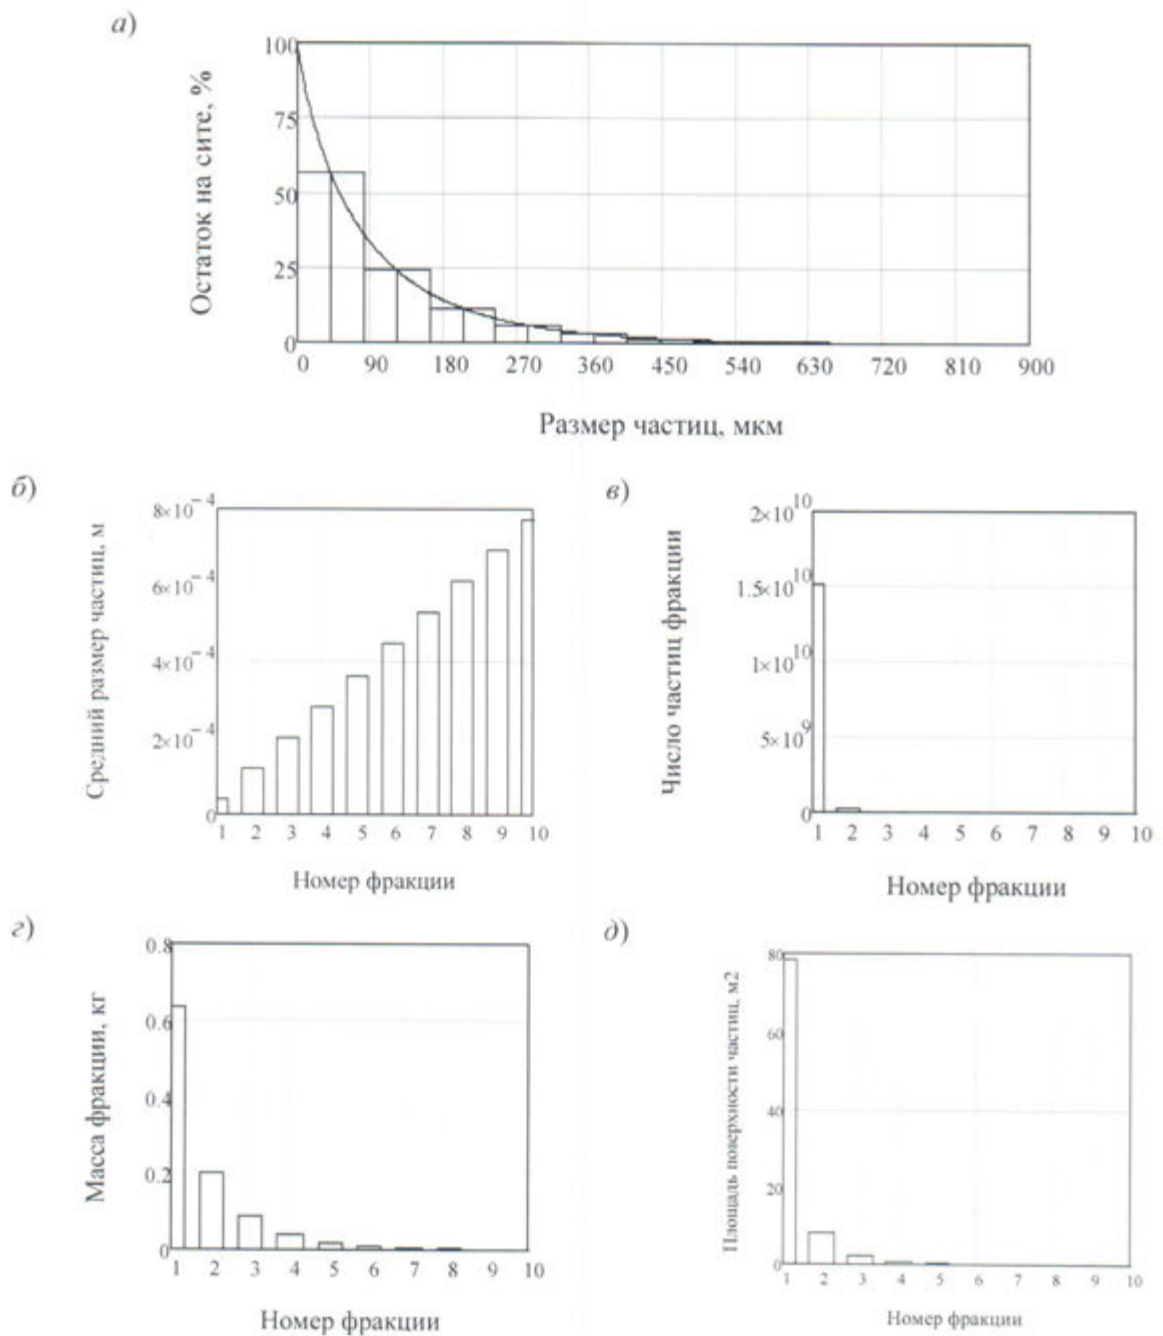 а)
Остаток на сите, %
100
75
50
25
0
0 90 180 270 360 450 540 630 720 810 900
Размер частиц, мкм
б)
Средний размер частиц, м
8×10⁻⁴
6×10⁻⁴
4×10⁻⁴
2×10⁻⁴
0
1 2 3 4 5 6 7 8 9 10
Номер фракции
в)
Число частиц фракции
2×10¹⁰
1.5×10¹⁰
1×10¹⁰
5×10⁹
0
1 2 3 4 5 6 7 8 9 10
Номер фракции
г)
Масса фракции, кг
0.8
0.6
0.4
0.2
0
1 2 3 4 5 6 7 8 9 10
Номер фракции
д)
Площадь поверхности частиц, м2
80
60
40
20
0
1 2 3 4 5 6 7 8 9 10
Номер фракции